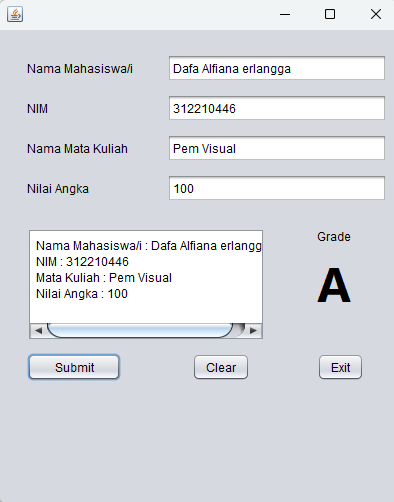 Nama Mahasiswa/i
Dafa Alfiana erlangga
NIM
312210446
Nama Mata Kuliah
Pem Visual
Nilai Angka
100
Nama Mahasiswa/i : Dafa Alfiana erlangg
NIM : 312210446
Mata Kuliah : Pem Visual
Nilai Angka : 100
Grade
A
Submit
Clear
Exit